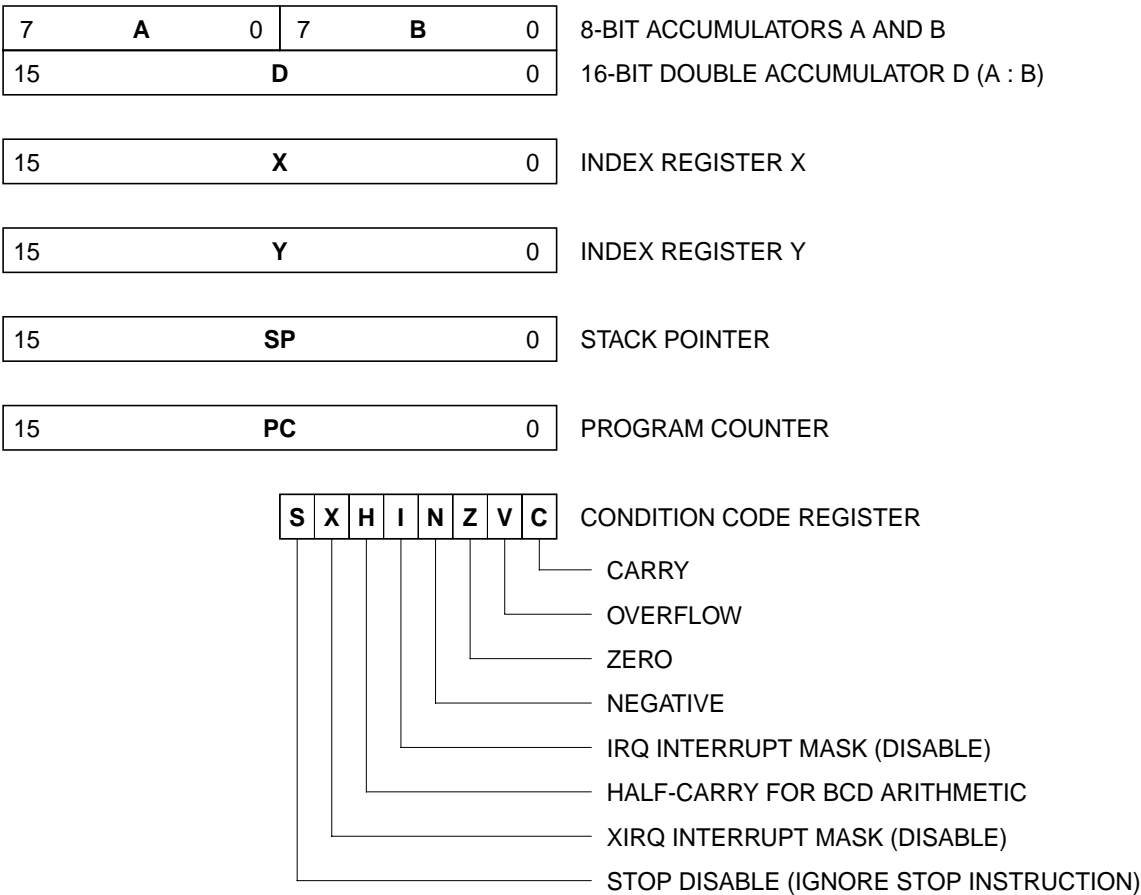 7 A 0 7 B 0 8-BIT ACCUMULATORS A AND B
15 D 0 16-BIT DOUBLE ACCUMULATOR D (A : B)
15 X 0 INDEX REGISTER X
15 Y 0 INDEX REGISTER Y
15 SP 0 STACK POINTER
15 PC 0 PROGRAM COUNTER
S X H I N Z V C CONDITION CODE REGISTER
CARRY
OVERFLOW
ZERO
NEGATIVE
IRQ INTERRUPT MASK (DISABLE)
HALF-CARRY FOR BCD ARITHMETIC
XIRQ INTERRUPT MASK (DISABLE)
STOP DISABLE (IGNORE STOP INSTRUCTION)